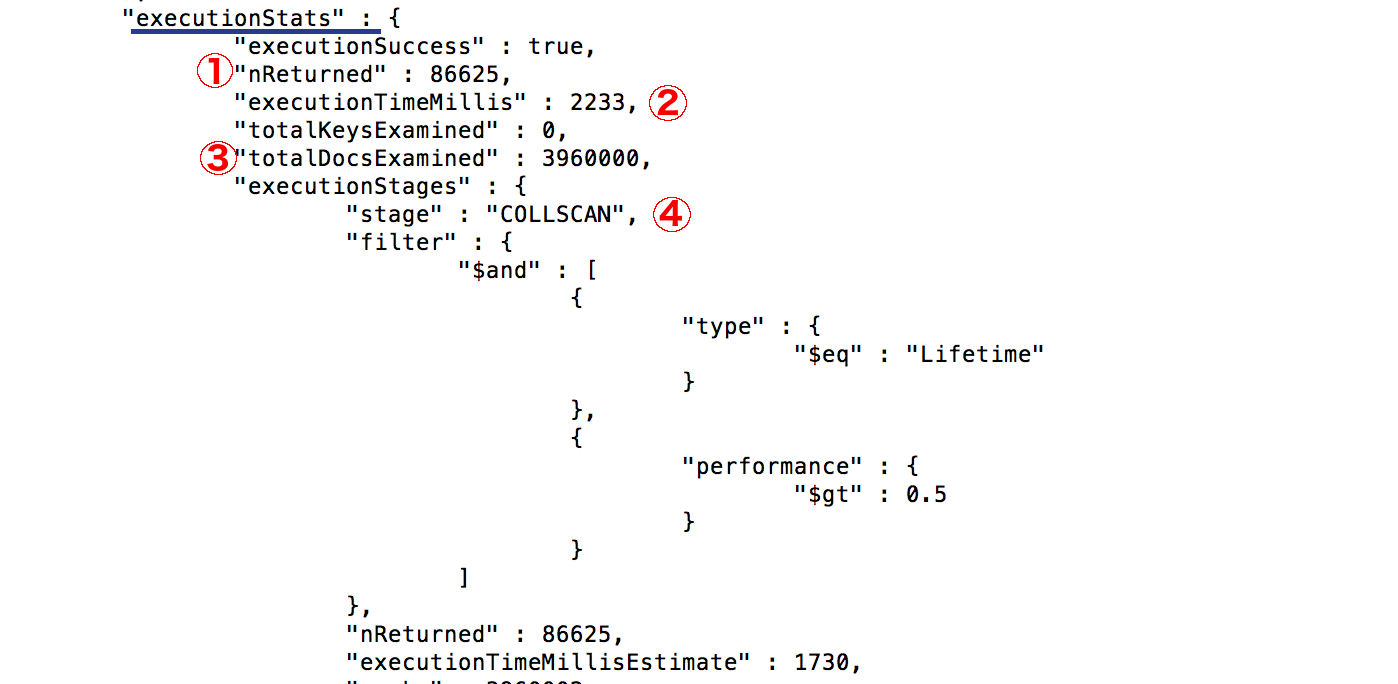 "executionStats" : {
"executionSuccess" : true,
① "nReturned" : 86625,
"executionTimeMillis" : 2233, ②
"totalKeysExamined" : 0,
③ "totalDocsExamined" : 3960000,
"executionStages" : {
"stage" : "COLLSCAN", ④
"filter" : {
"$and" : [
{
"type" : {
"$eq" : "Lifetime"
}
},
{
"performance" : {
"$gt" : 0.5
}
}
]
},
"nReturned" : 86625,
"executionTimeMillisEstimate" : 1730,